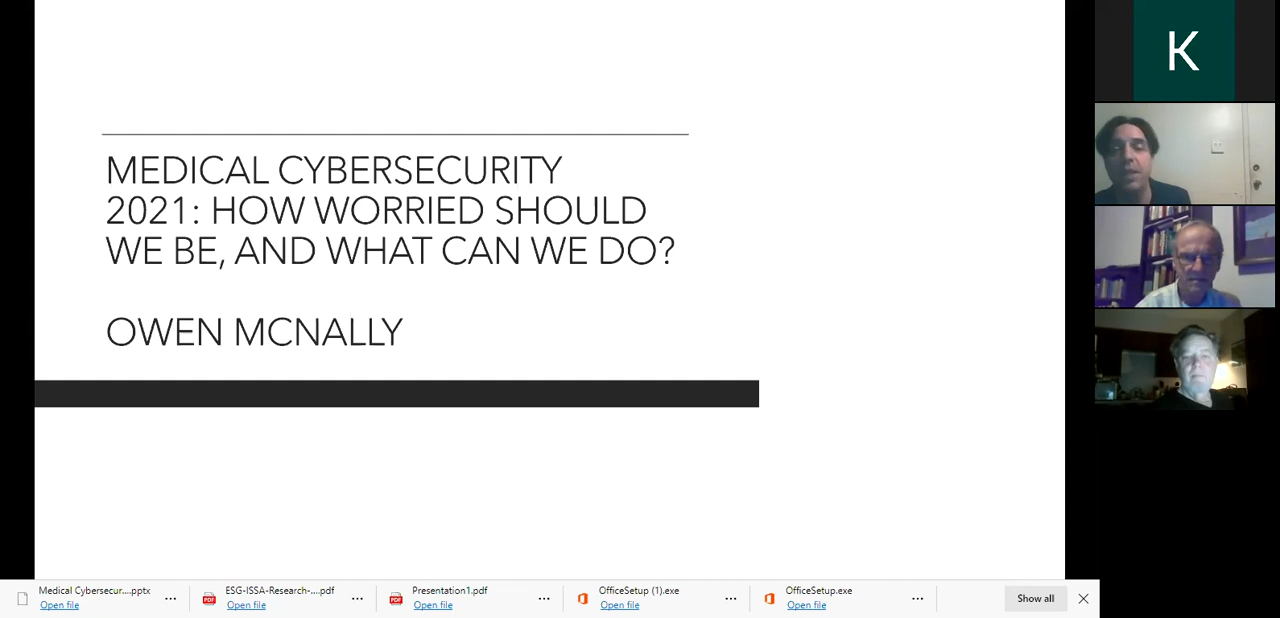 MEDICAL CYBERSECURITY
2021: HOW WORRIED SHOULD
WE BE, AND WHAT CAN WE DO?
OWEN MCNALLY
K
Medical Cybersecur....pptx
Open file
ESG-ISSA-Research-....pdf
Open file
Presentation1.pdf
Open file
OfficeSetup (1).exe
Open file
OfficeSetup.exe
Open file
Show all